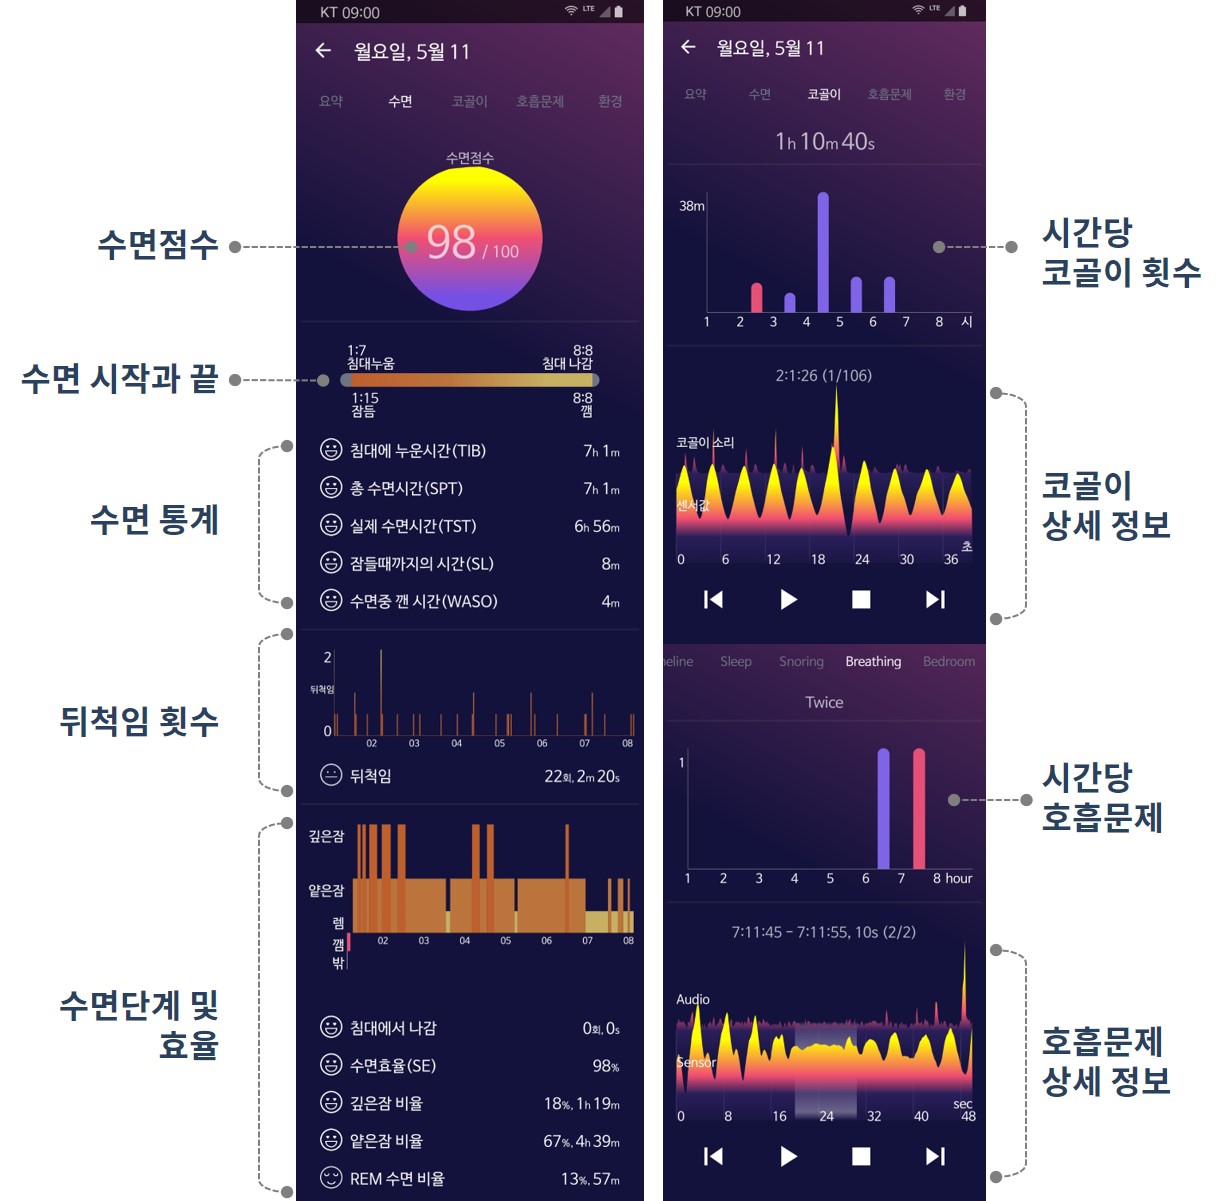 수면점수
수면 시작과 끝
수면 통계
뒤척임 횟수
수면단계 및
효율
KT 09:00
LTE
월요일, 5월 11
요약 수면 코골이 호흡문제 환경
수면점수
98 / 100
1:7 8:8
침대누움 침대 나감
1:15 8:8
잠듬 깸
침대에 누운시간(TIB) 7h 1m
총 수면시간(SPT) 7h 1m
실제 수면시간(TST) 6h 56m
잠들때까지의 시간(SL) 8m
수면중 깬 시간(WASO) 4m
2
뒤척임
0
02 03 04 05 06 07 08
뒤척임 22회, 2m 20s
깊은잠
얕은잠
렘
깸
밖
02 03 04 05 06 07 08
침대에서 나감 0회, 0s
수면효율(SE) 98%
깊은잠 비율 18%, 1h 19m
얕은잠 비율 67%, 4h 39m
REM 수면 비율 13%, 57m
KT 09:00
LTE
월요일, 5월 11
요약 수면 코골이 호흡문제 환경
1h 10m 40s
38m
1 2 3 4 5 6 7 8 시
2:1:26 (1/106)
코골이 소리
센서값
초
0 6 12 18 24 30 36
eline Sleep Snoring Breathing Bedroom
Twice
1
1 2 3 4 5 6 7 8 hour
7:11:45 - 7:11:55, 10s (2/2)
Audio
Sensor
sec
0 8 16 24 32 40 48
시간당
코골이 횟수
코골이
상세 정보
시간당
호흡문제
호흡문제
상세 정보